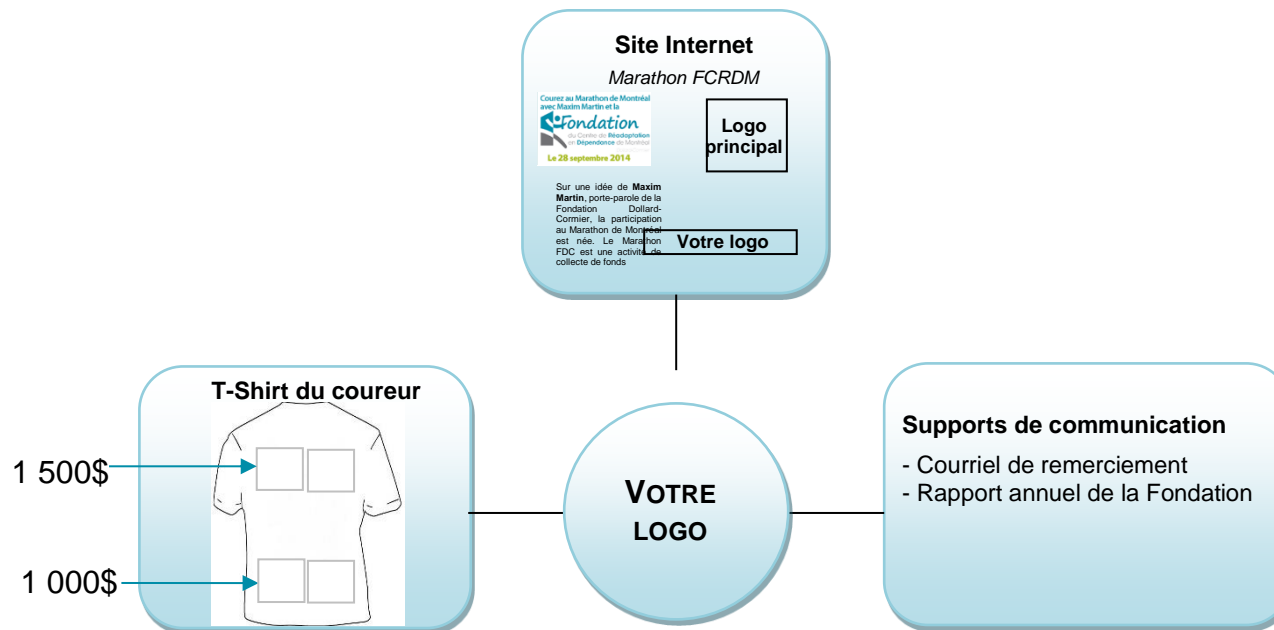 Site Internet
Marathon FCRDM
Courez au Marathon de Montréal
avec Maxim Martin et la
Fondation
du Centre de Réadaptation
en Dépendance de Montréal
Le 28 septembre 2014
Logo
principal
Sur une idée de Maxim
Martin, porte-parole de la
Fondation Dollard-
Cormier, la participation
au Marathon de Montréal
est née. Le Marathon
FDC est une activité de
collecte de fonds
Votre logo
T-Shirt du coureur
1 500$
1 000$
VOTRE
LOGO
Supports de communication
- Courriel de remerciement
- Rapport annuel de la Fondation